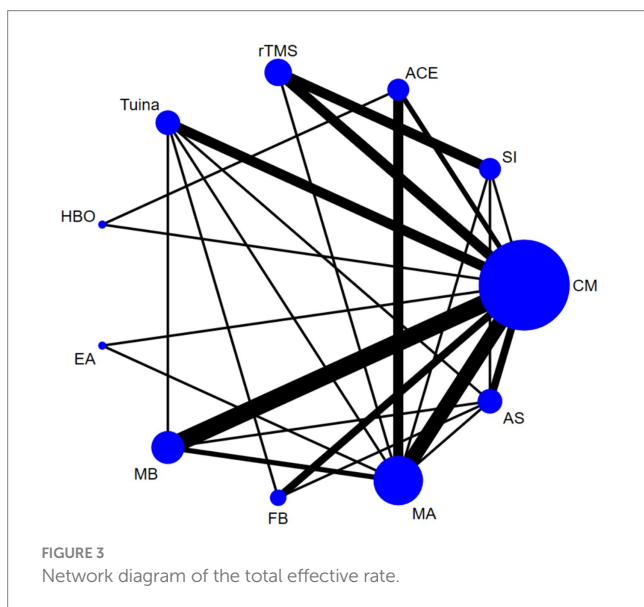 rTMS
ACE
Tuina
SI
HBO
CM
EA
AS
MB
MA
FB
FIGURE 3
Network diagram of the total effective rate.